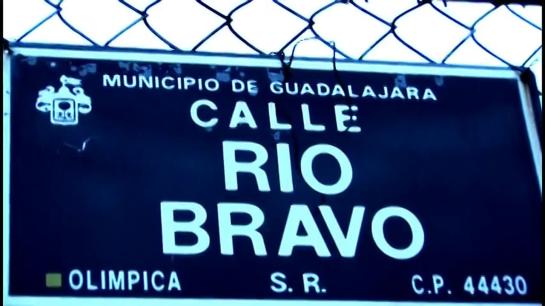 MUNICIPIO DE GUADALAJARA
CALLE
RIO
BRAVO
OLIMPICA S. R. C.P. 44430